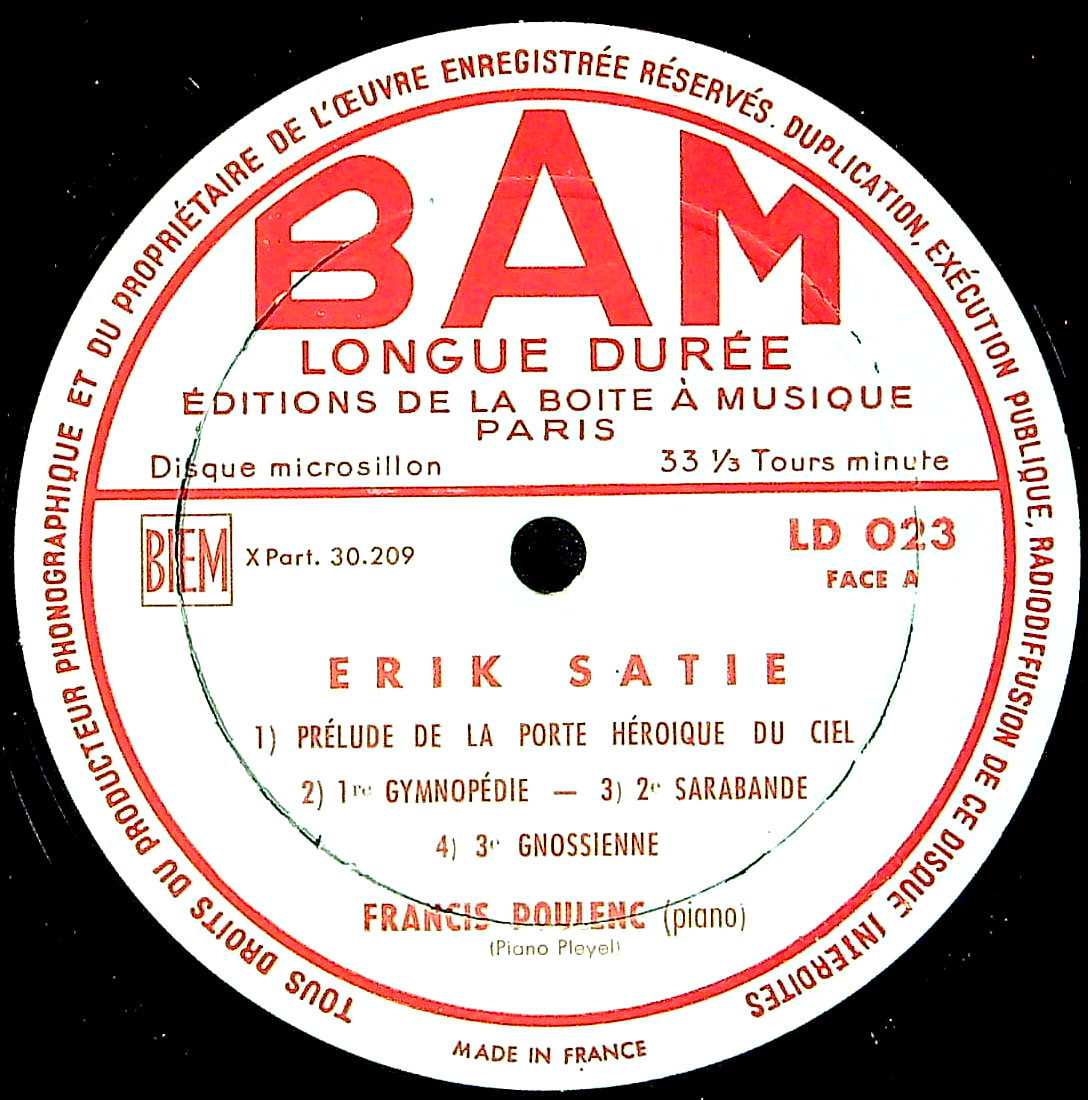 TOUS DROITS DU PRODUCTEUR PHONOGRAPHIQUE ET DU PROPRIÉTAIRE DE L'ŒUVRE ENREGISTRÉE RÉSERVÉS. DUPLICATION, EXÉCUTION PUBLIQUE, RADIODIFFUSION DE CE DISQUE INTERDITES
BAM
LONGUE DURÉE
ÉDITIONS DE LA BOITE À MUSIQUE
PARIS
Disque microsillon 33 ⅓ Tours minute
BIEM X Part. 30.209 LD 023
FACE A
ERIK SATIE
1) PRÉLUDE DE LA PORTE HÉROIQUE DU CIEL
2) 1re GYMNOPÉDIE — 3) 2e SARABANDE
4) 3e GNOSSIENNE
FRANCIS POULENC (piano)
(Piano Pleyel)
MADE IN FRANCE